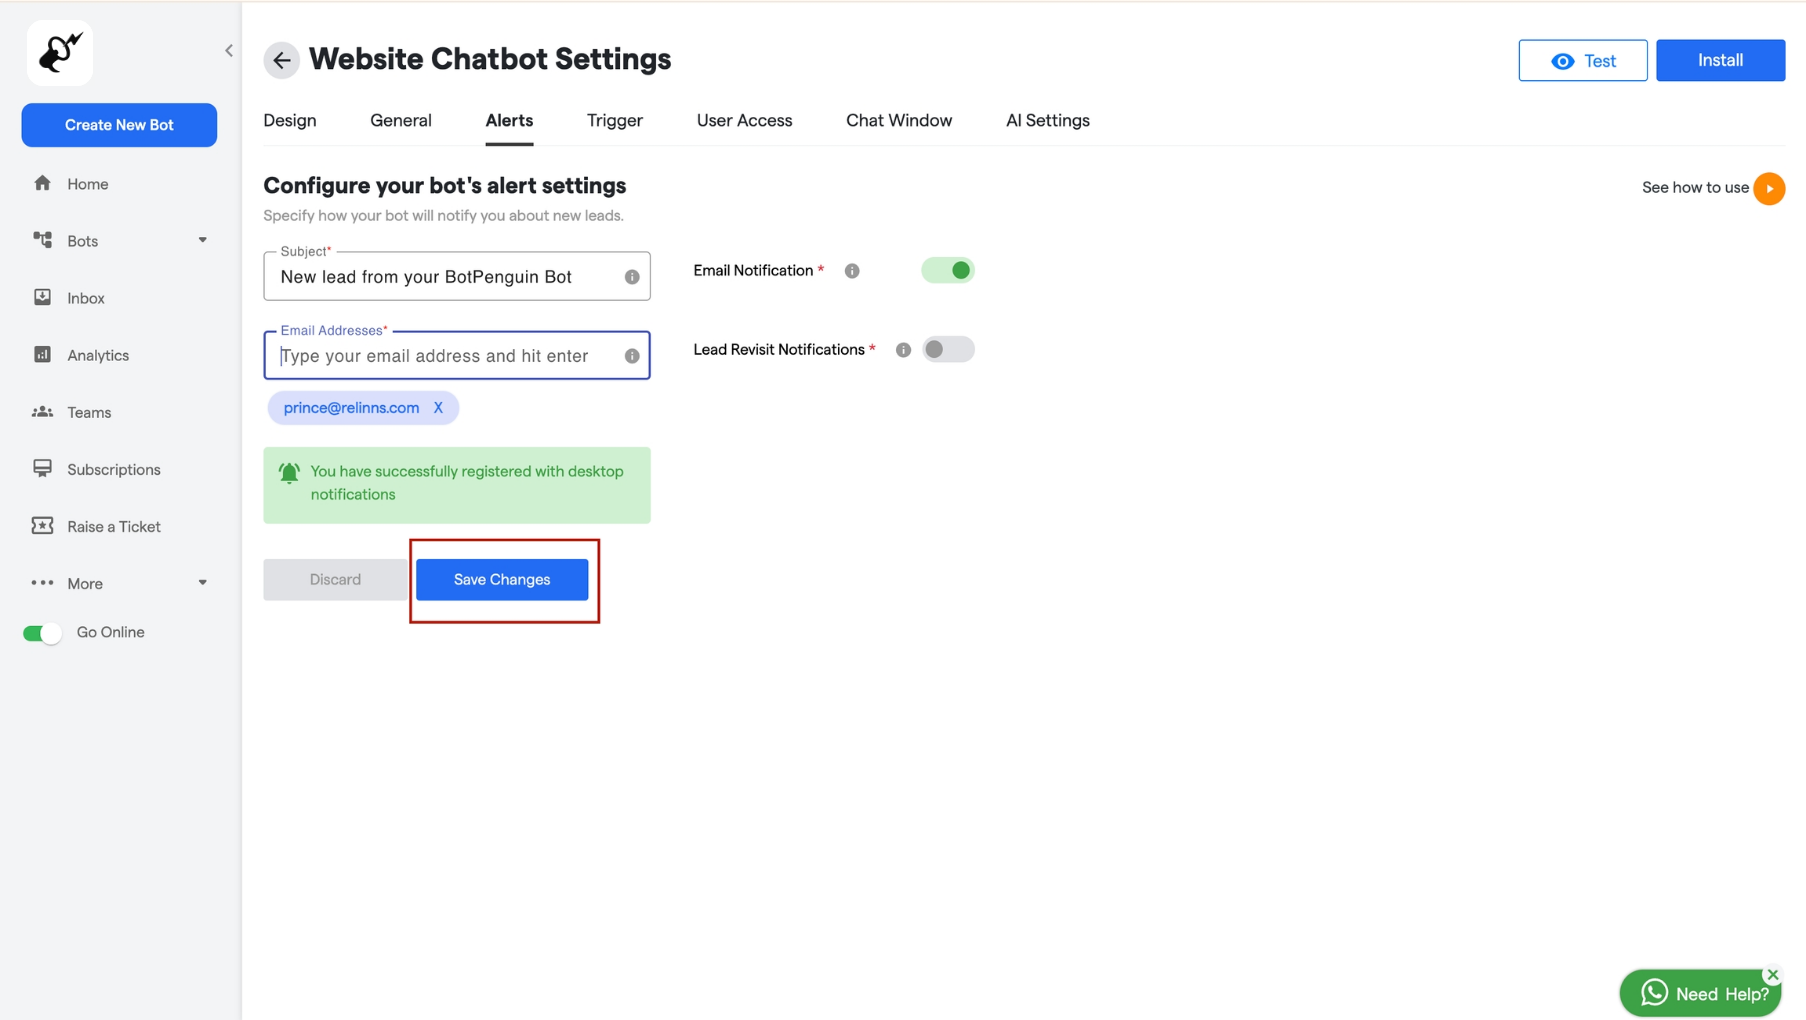 Website Chatbot Settings
Test
Install
Create New Bot
Home
Bots
Inbox
Analytics
Teams
Subscriptions
Raise a Ticket
More
Go Online
Design
General
Alerts
Trigger
User Access
Chat Window
AI Settings
Configure your bot's alert settings
Specify how your bot will notify you about new leads.
See how to use
Subject*
New lead from your BotPenguin Bot
Email Notification *
Email Addresses*
Type your email address and hit enter
Lead Revisit Notifications *
prince@relinns.com X
You have successfully registered with desktop
notifications
Discard
Save Changes
Need Help?